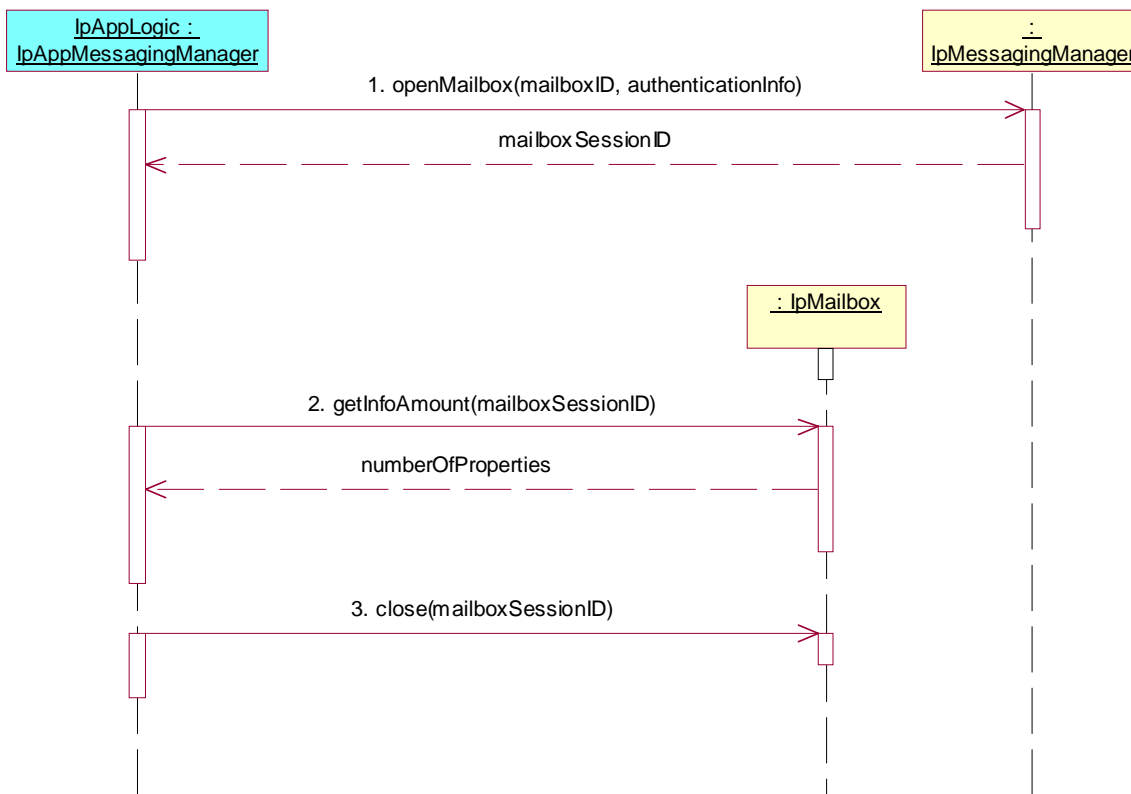 IpAppLogic :
IpAppMessagingManager
:
IpMessagingManager
1. openMailbox(mailboxID, authenticationInfo)
mailboxSessionID
: IpMailbox
2. getInfoAmount(mailboxSessionID)
numberOfProperties
3. close(mailboxSessionID)